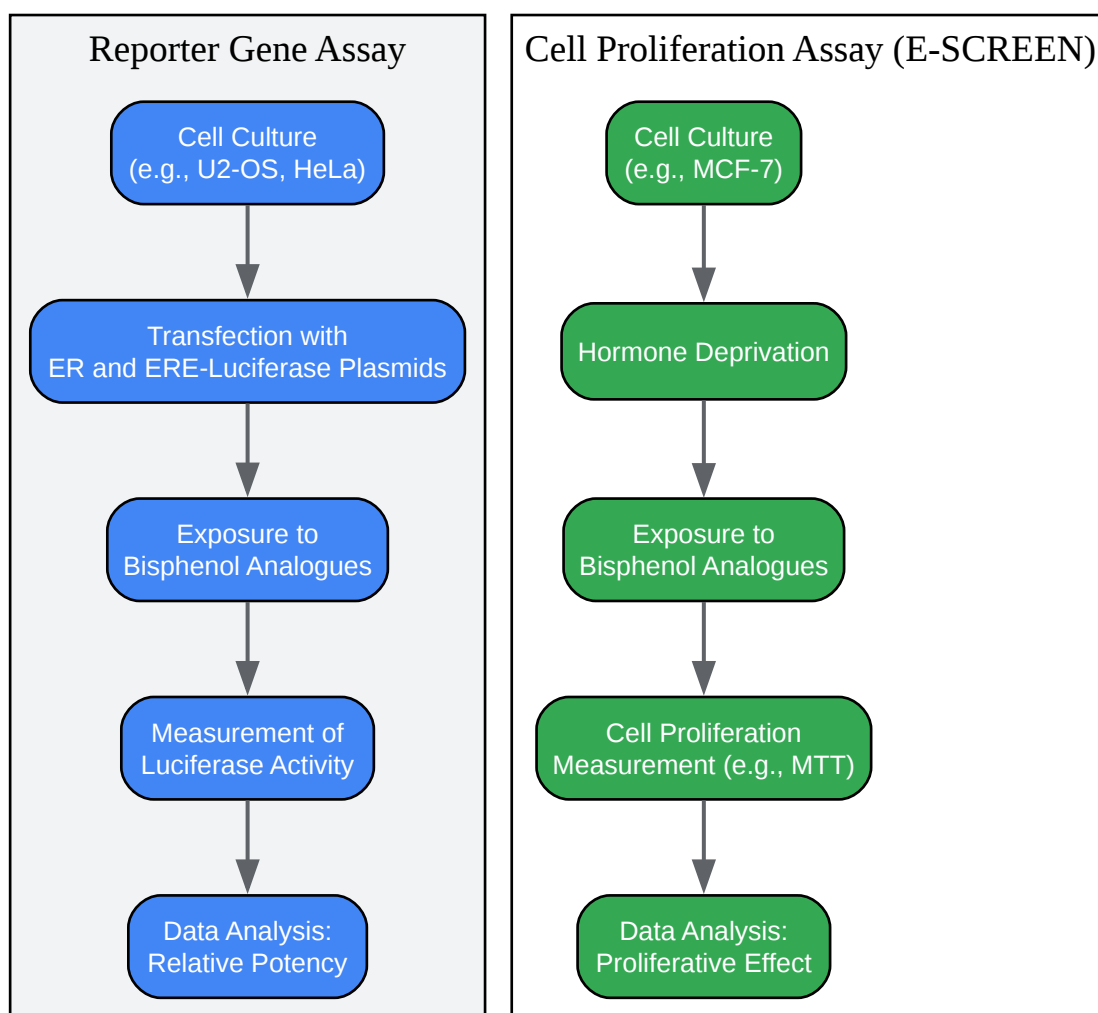 Reporter Gene Assay
Cell Culture
(e.g., U2-OS, HeLa)
Transfection with
ER and ERE-Luciferase Plasmids
Exposure to
Bisphenol Analogues
Measurement of
Luciferase Activity
Data Analysis:
Relative Potency
Cell Proliferation Assay (E-SCREEN)
Cell Culture
(e.g., MCF-7)
Hormone Deprivation
Exposure to
Bisphenol Analogues
Cell Proliferation
Measurement (e.g., MTT)
Data Analysis:
Proliferative Effect